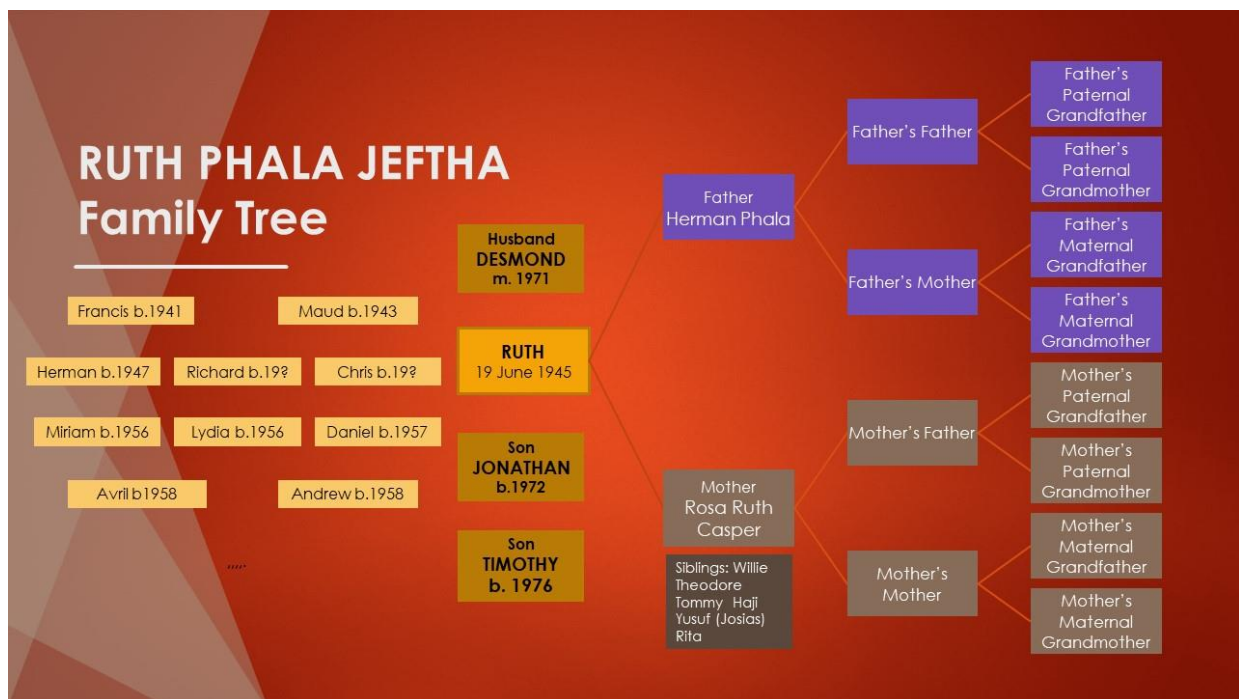 RUTH PHALA JEFTHA
Family Tree
Francis b.1941
Maud b.1943
Herman b.1947
Richard b.19?
Chris b.19?
Miriam b.1956
Lydia b.1956
Daniel b.1957
Avril b1958
Andrew b.1958
,,,,.
Husband
DESMOND
m. 1971
RUTH
19 June 1945
Son
JONATHAN
b.1972
Son
TIMOTHY
b. 1976
Father
Herman Phala
Mother
Rosa Ruth
Casper
Siblings: Willie
Theodore
Tommy Haji
Yusuf (Josias)
Rita
Father's Father
Father's Mother
Mother's Father
Mother's
Mother
Father's
Paternal
Grandfather
Father's
Paternal
Grandmother
Father's
Maternal
Grandfather
Father's
Maternal
Grandmother
Mother's
Paternal
Grandfather
Mother's
Paternal
Grandmother
Mother's
Maternal
Grandfather
Mother's
Maternal
Grandmother